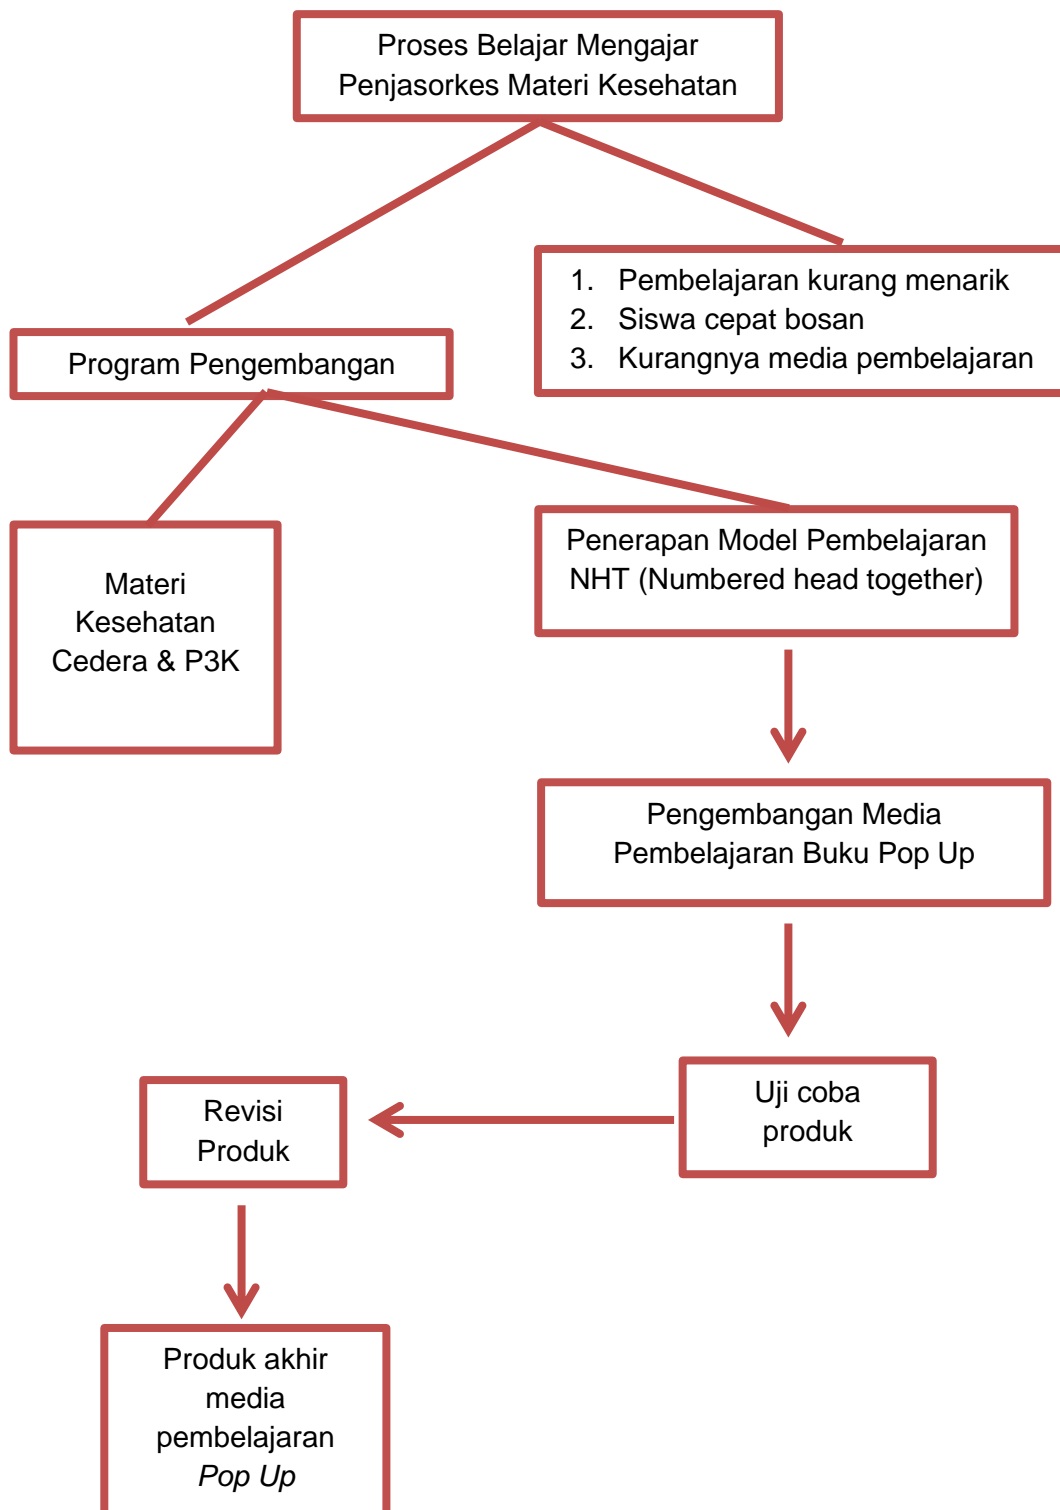 Proses Belajar Mengajar
Penjasorkes Materi Kesehatan
1. Pembelajaran kurang menarik
2. Siswa cepat bosan
3. Kurangnya media pembelajaran
Program Pengembangan
Materi
Kesehatan
Cedera & P3K
Penerapan Model Pembelajaran
NHT (Numbered head together)
Pengembangan Media
Pembelajaran Buku Pop Up
Uji coba
produk
Revisi
Produk
Produk akhir
media
pembelajaran
Pop Up